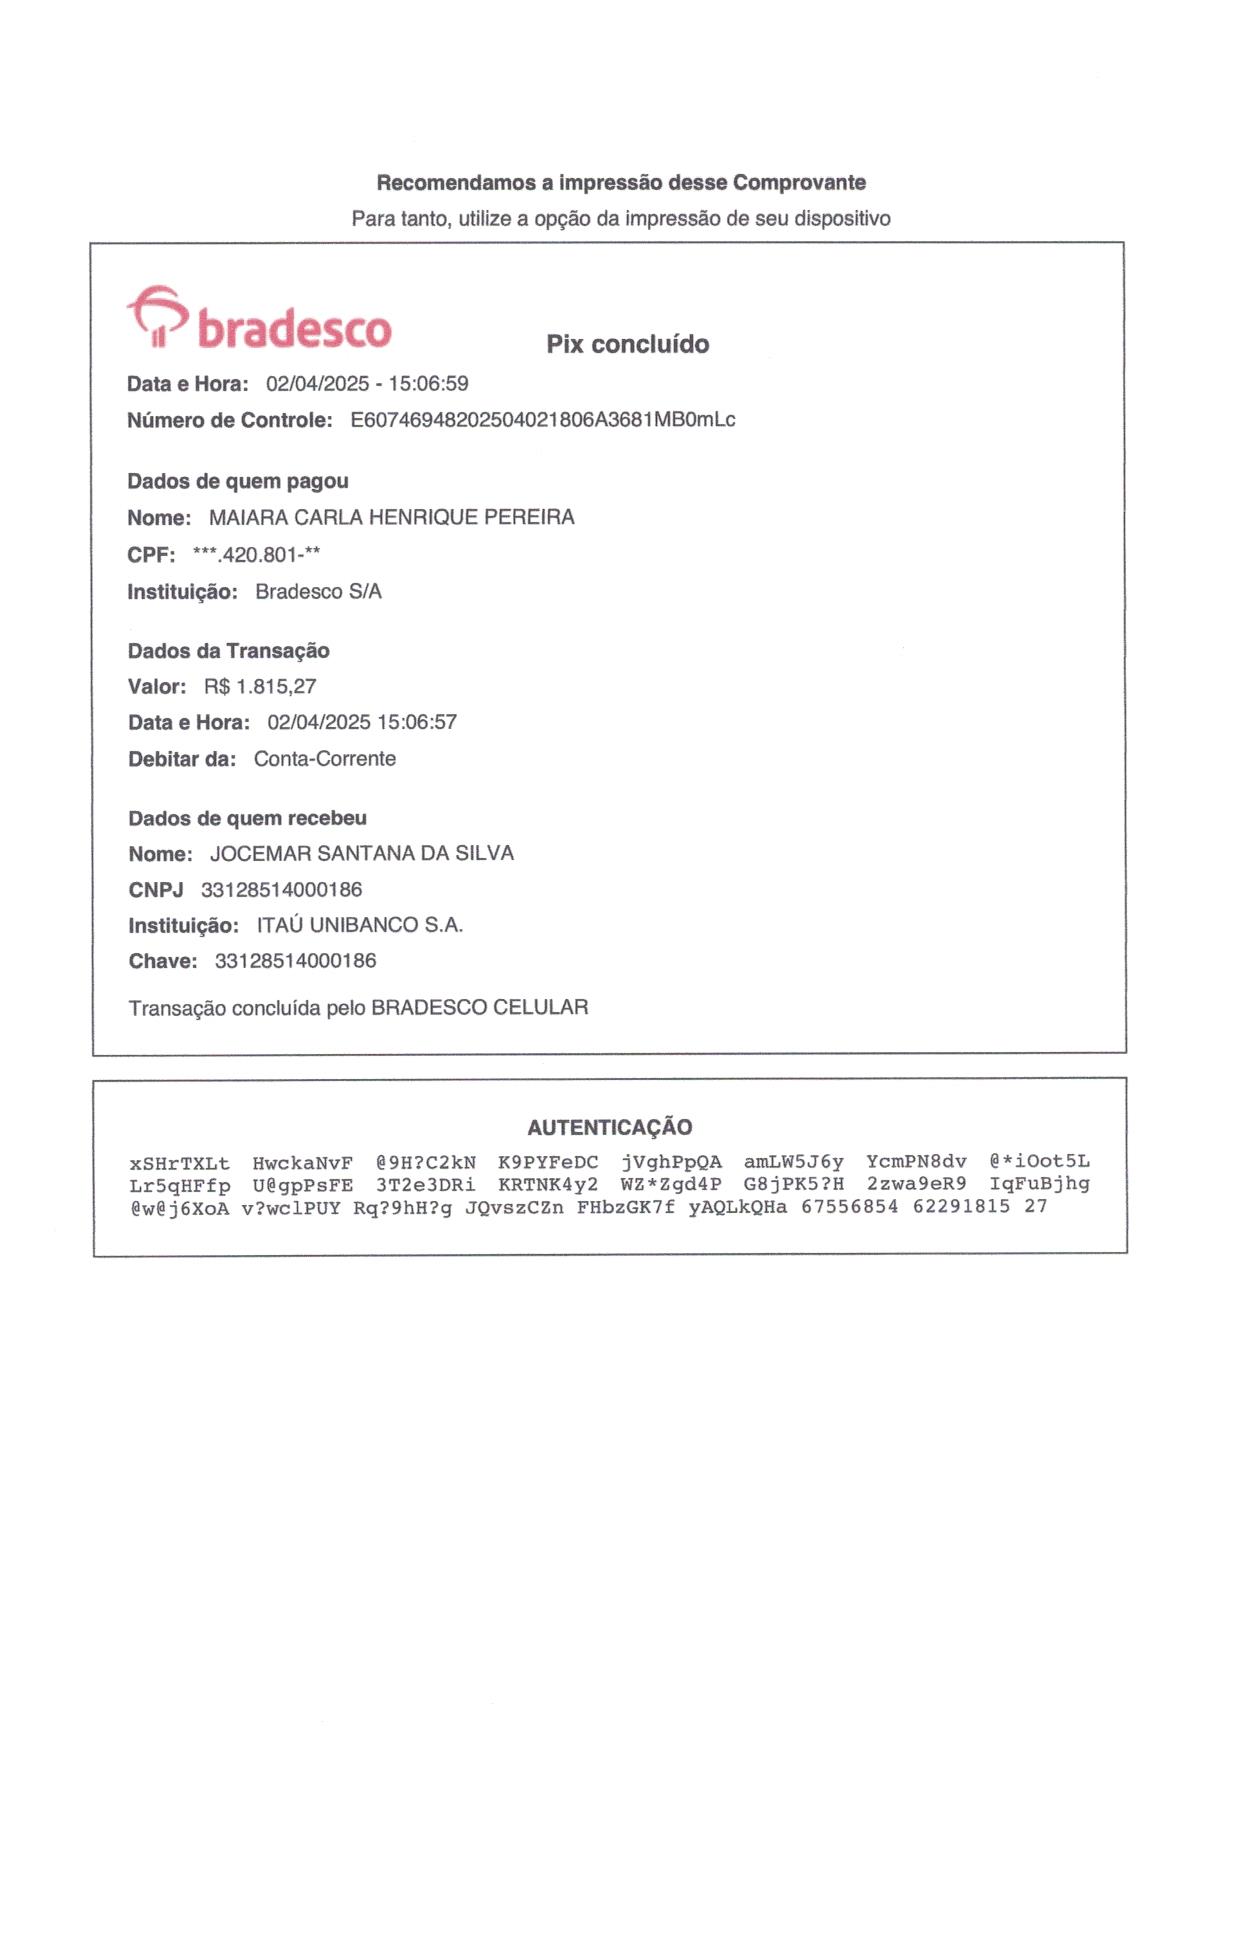 Recomendamos a impressão desse Comprovante
Para tanto, utilize a opção da impressão de seu dispositivo
bradesco
Pix concluído
Data e Hora: 02/04/2025 - 15:06:59
Número de Controle: E60746948202504021806A3681MB0mLc
Dados de quem pagou
Nome: MAIARA CARLA HENRIQUE PEREIRA
CPF: ***.420.801-**
Instituição: Bradesco S/A
Dados da Transação
Valor: R$ 1.815,27
Data e Hora: 02/04/2025 15:06:57
Debitar da: Conta-Corrente
Dados de quem recebeu
Nome: JOCEMAR SANTANA DA SILVA
CNPJ 33128514000186
Instituição: ITAÚ UNIBANCO S.A.
Chave: 33128514000186
Transação concluída pelo BRADESCO CELULAR
AUTENTICAÇÃO
xSHrTXLt HwckaNvF @9H?C2kN K9PYFeDC jVghPpQA amLW5J6y YcmPN8dv @*iOot5L
Lr5qHFfp U@gpPsFE 3T2e3DRi KRTNK4y2 WZ*Zgd4P G8jPK5?H 2zwa9eR9 IqFuBjhg
@w@j6XoA v?wclPUY Rq?9hH?g JQvszCZn FHbzGK7f yAQLkQHa 67556854 62291815 27